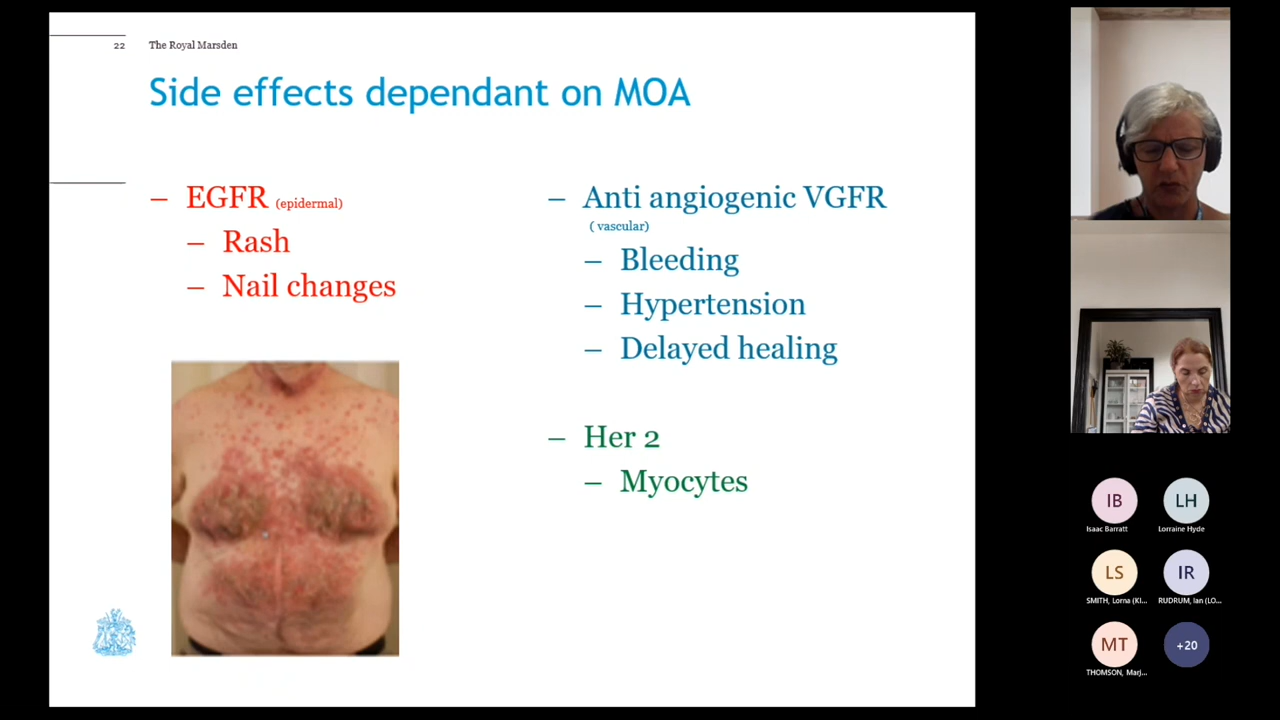 22 The Royal Marsden
Side effects dependant on MOA
– EGFR (epidermal)
– Rash
– Nail changes
– Anti angiogenic VGFR
( vascular)
– Bleeding
– Hypertension
– Delayed healing
– Her 2
– Myocytes
IB LH
Isaac Barratt Lorraine Hyde
LS IR
SMITH, Lorna (KI... RUDRUM, Ian (LO...
MT +20
THOMSON, Marj...